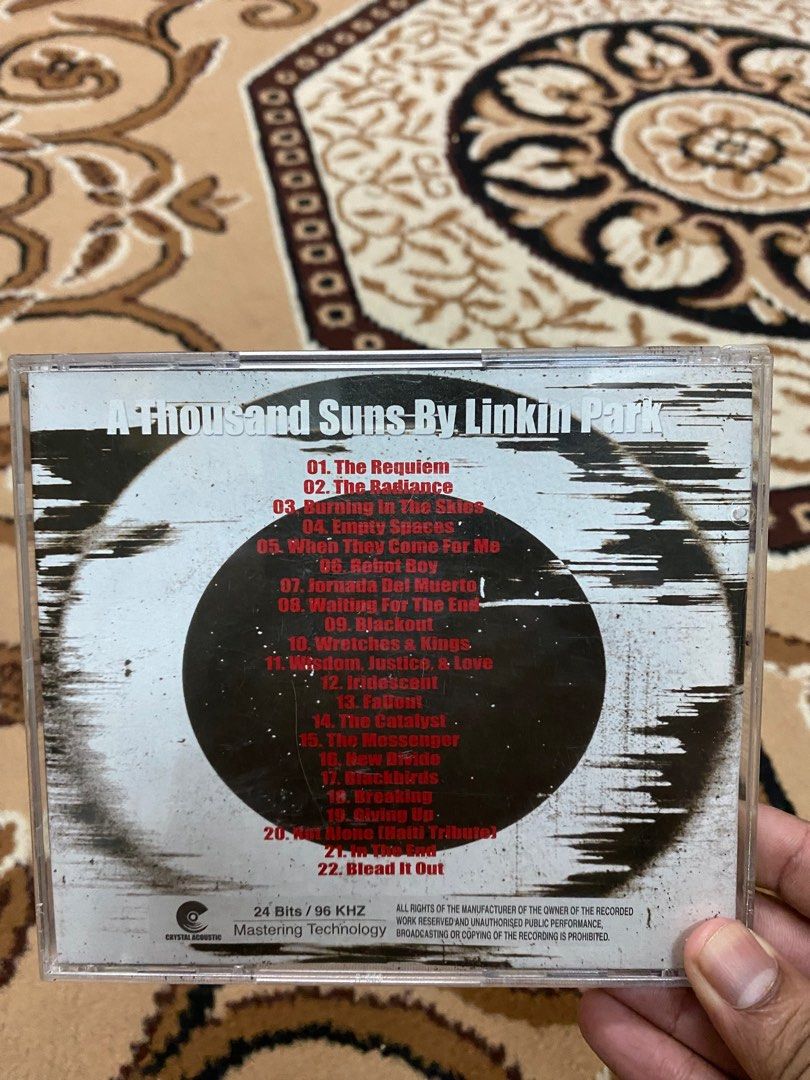 A Thousand Suns By Linkin Park
01. The Requiem
02. The Radiance
03. Burning In The Skies
04. Empty Spaces
05. When They Come For Me
06. Robot Boy
07. Jornada Del Muerto
08. Waiting For The End
09. Blackout
10. Wretches & Kings
11. Wisdom, Justice, & Love
12. Iridescent
13. Fallout
14. The Catalyst
15. The Messenger
16. New Divide
17. Blackbirds
18. Breaking
19. Giving Up
20. Not Alone (Haiti Tribute)
21. In The End
22. Blead It Out
CRYSTAL ACOUSTIC
24 Bits / 96 KHZ
Mastering Technology
ALL RIGHTS OF THE MANUFACTURER OF THE OWNER OF THE RECORDED
WORK RESERVED AND UNAUTHORISED PUBLIC PERFORMANCE,
BROADCASTING OR COPYING OF THE RECORDING IS PROHIBITED.